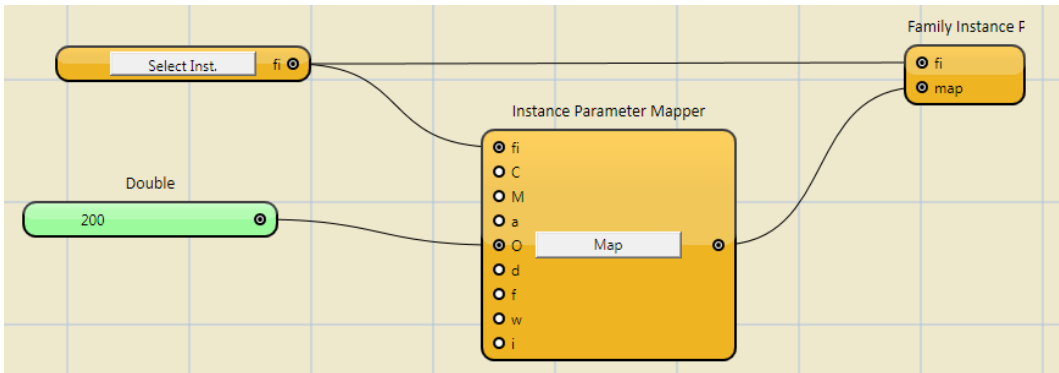 Family Instance P
Select Inst.
fi
fi
map
Instance Parameter Mapper
fi
C
M
a
O
d
f
w
i
Map
Double
200